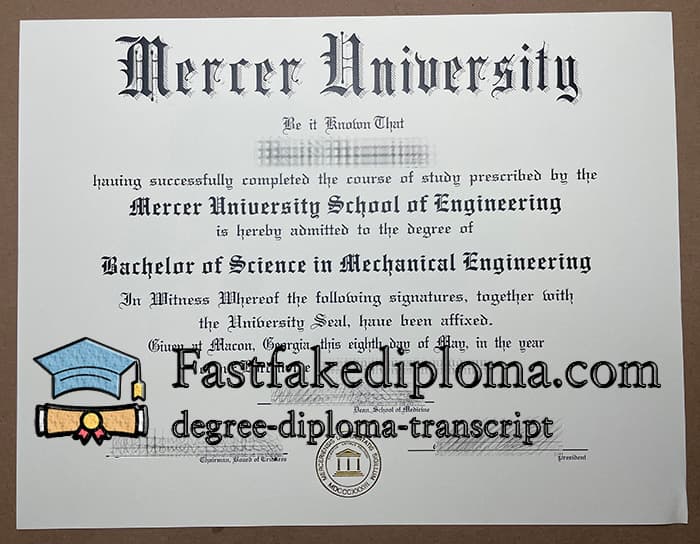 Mercer University
Be it Known That
having successfully completed the course of study prescribed by the
Mercer University School of Engineering
is hereby admitted to the degree of
Bachelor of Science in Mechanical Engineering
In Witness Whereof the following signatures, together with
the University Seal, have been affixed.
Given at Macon, Georgia, this eighth day of May, in the year
Fastfakediploma.com
Dean, School of Medicine
degree-diploma-transcript
Chairman, Board of Trustees
President